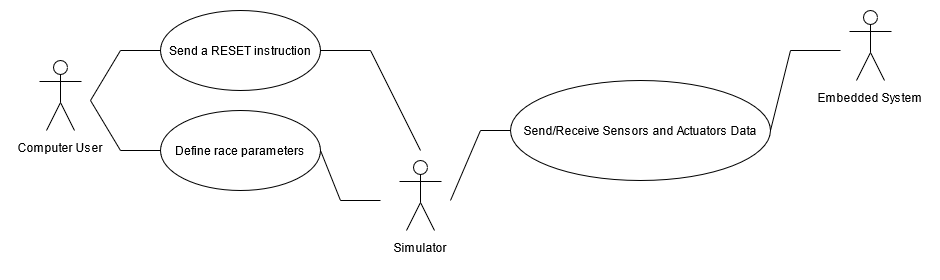 Send a RESET instruction
Computer User
Define race parameters
Simulator
Send/Receive Sensors and Actuators Data
Embedded System